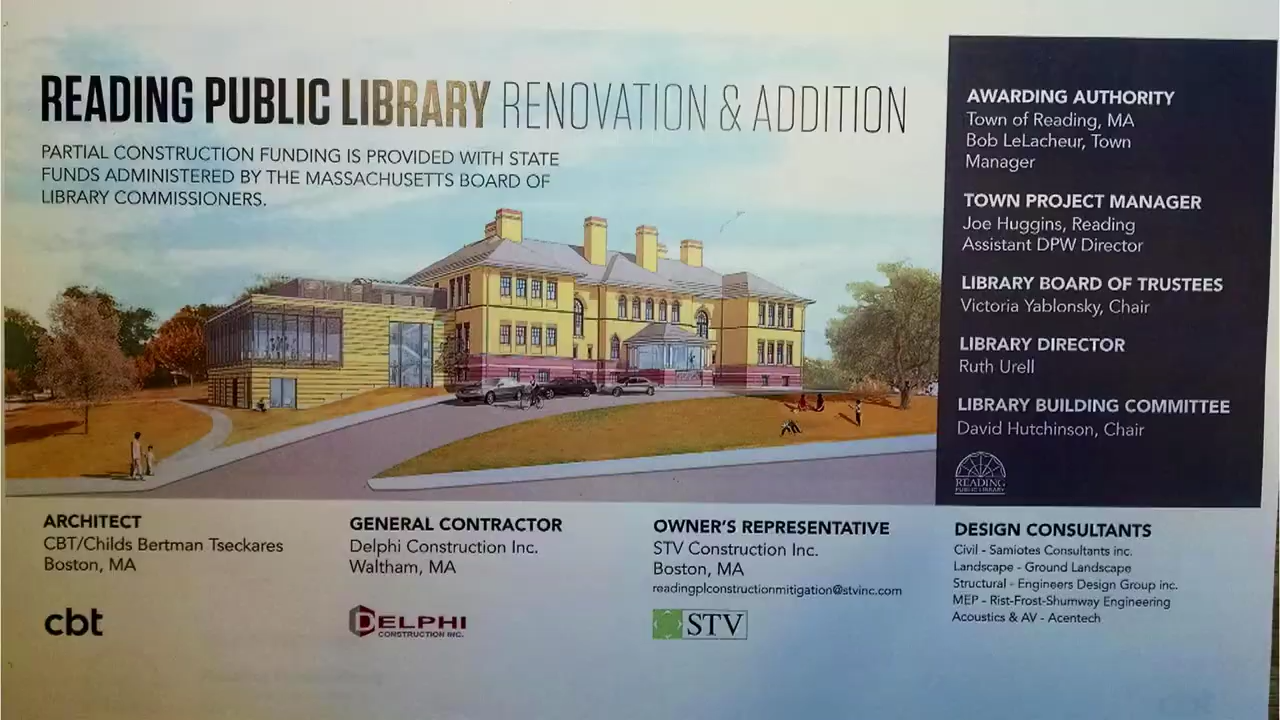 READING PUBLIC LIBRARY RENOVATION & ADDITION
PARTIAL CONSTRUCTION FUNDING IS PROVIDED WITH STATE
FUNDS ADMINISTERED BY THE MASSACHUSETTS BOARD OF
LIBRARY COMMISSIONERS.
AWARDING AUTHORITY
Town of Reading, MA
Bob LeLacheur, Town
Manager
TOWN PROJECT MANAGER
Joe Huggins, Reading
Assistant DPW Director
LIBRARY BOARD OF TRUSTEES
Victoria Yablonsky, Chair
LIBRARY DIRECTOR
Ruth Urell
LIBRARY BUILDING COMMITTEE
David Hutchinson, Chair
READING
PUBLIC LIBRARY
ARCHITECT
CBT/Childs Bertman Tseckares
Boston, MA
cbt
GENERAL CONTRACTOR
Delphi Construction Inc.
Waltham, MA
DELPHI
CONSTRUCTION INC.
OWNER'S REPRESENTATIVE
STV Construction Inc.
Boston, MA
readingplconstructionmitigation@stvinc.com
STV
DESIGN CONSULTANTS
Civil - Samiotes Consultants inc.
Landscape - Ground Landscape
Structural - Engineers Design Group inc.
MEP - Rist-Frost-Shumway Engineering
Acoustics & AV - Acentech